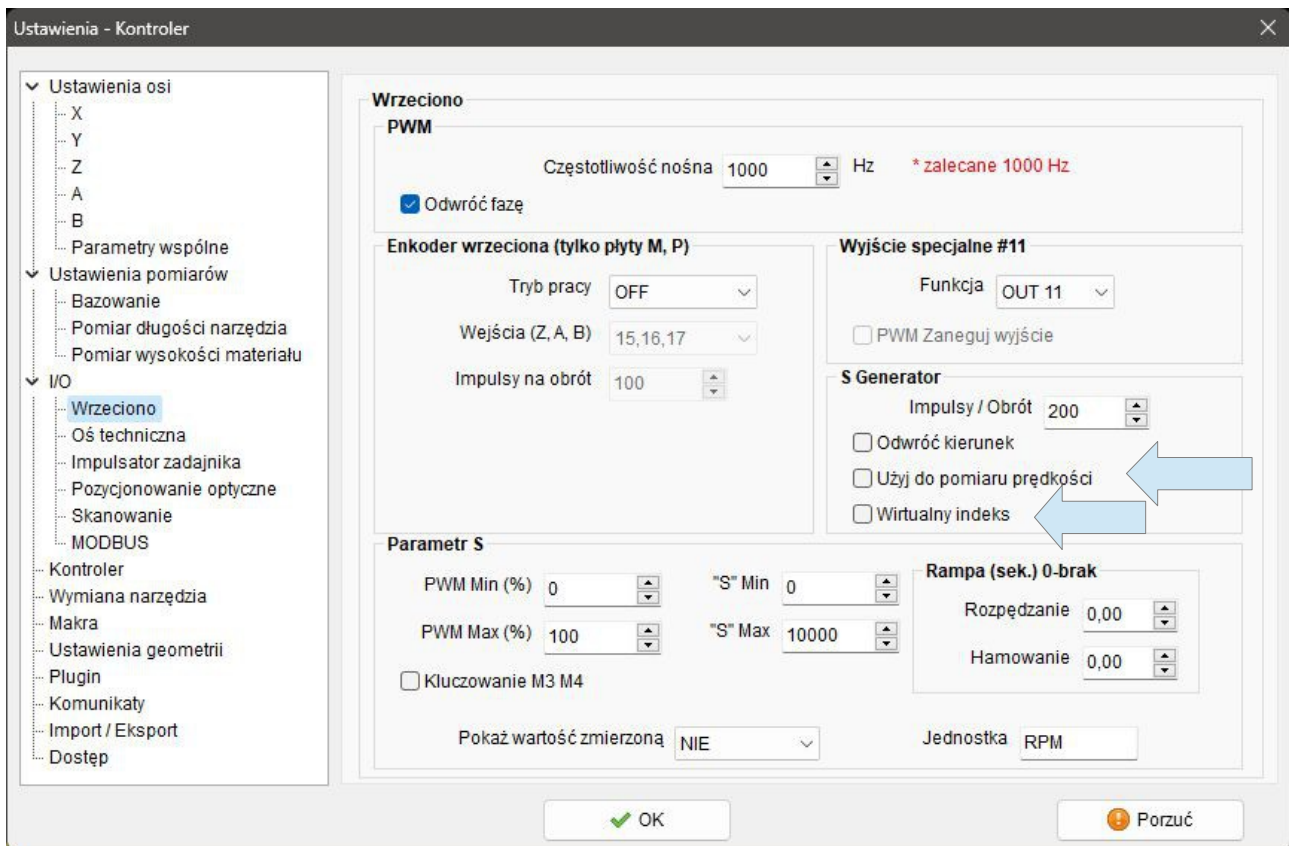 Ustawienia - Kontroler
Ustawienia osi
X
Y
Z
A
B
Parametry wspólne
Ustawienia pomiarów
Bazowanie
Pomiar długości narzędzia
Pomiar wysokości materiału
I/O
Wrzeciono
Oś techniczna
Impulsator zadajnika
Pozycjonowanie optyczne
Skanowanie
MODBUS
Kontroler
Wymiana narzędzia
Makra
Ustawienia geometrii
Plugin
Komunikaty
Import / Eksport
Dostęp
Wrzeciono
PWM
Częstotliwość nośna 1000 Hz * zalecane 1000 Hz
Odwróć fazę
Enkoder wrzeciona (tylko płyty M, P)
Tryb pracy OFF
Wejścia (Z, A, B) 15,16,17
Impulsy na obrót 100
Wyjście specjalne #11
Funkcja OUT 11
PWM Zaneguj wyjście
S Generator
Impulsy / Obrót 200
Odwróć kierunek
Użyj do pomiaru prędkości
Wirtualny indeks
Parametr S
PWM Min (%) 0 "S" Min 0
PWM Max (%) 100 "S" Max 10000
Kluczowanie M3 M4
Rampa (sek.) 0-brak
Rozpędzanie 0,00
Hamowanie 0,00
Pokaż wartość zmierzoną NIE Jednostka RPM
OK Porzuć